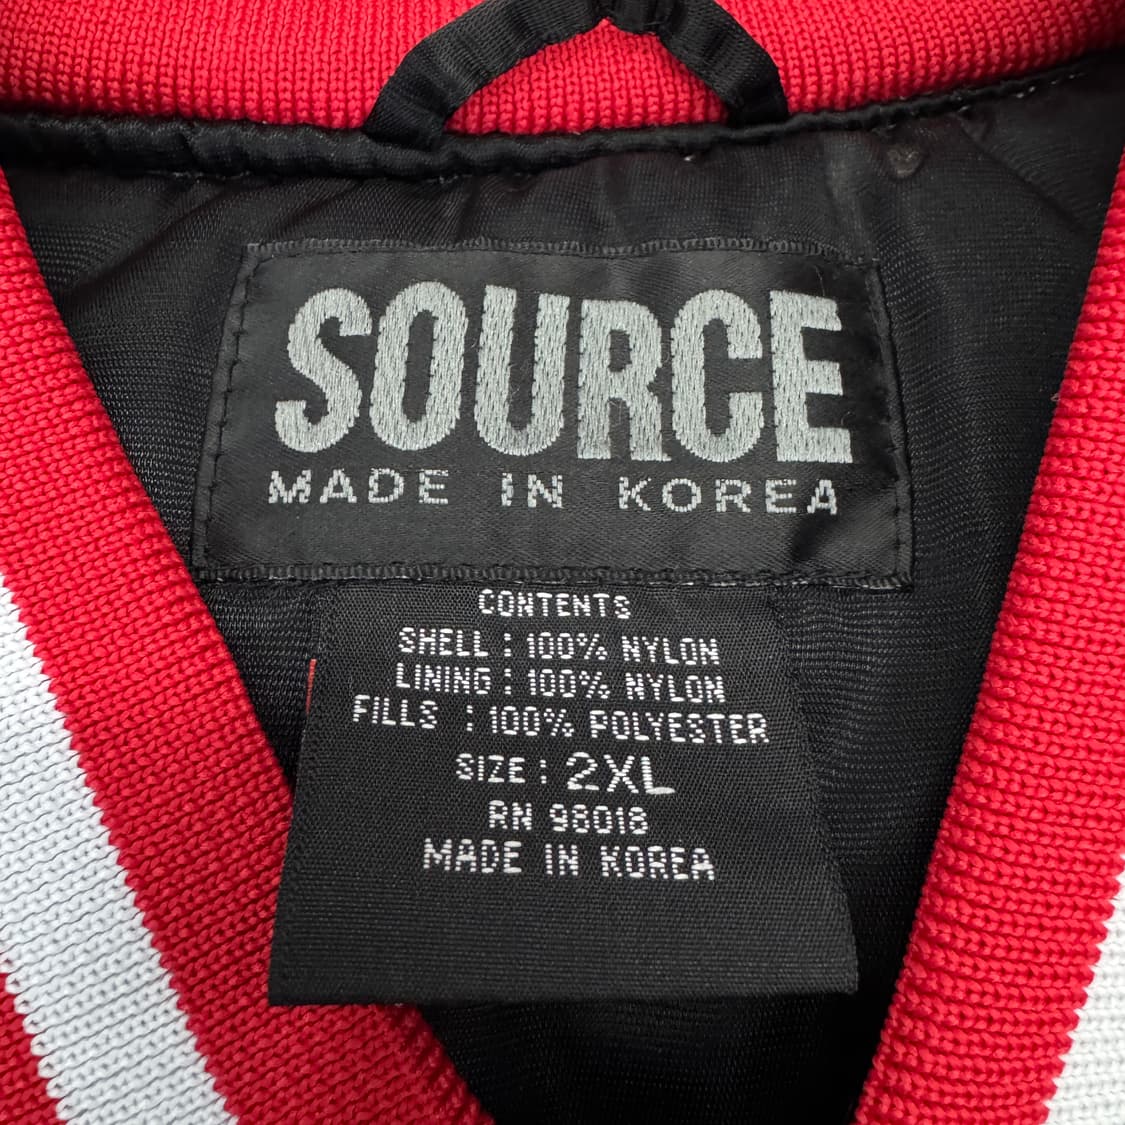 SOURCE
MADE IN KOREA
CONTENTS
SHELL : 100% NYLON
LINING : 100% NYLON
FILLS : 100% POLYESTER
SIZE : 2XL
RN 98018
MADE IN KOREA